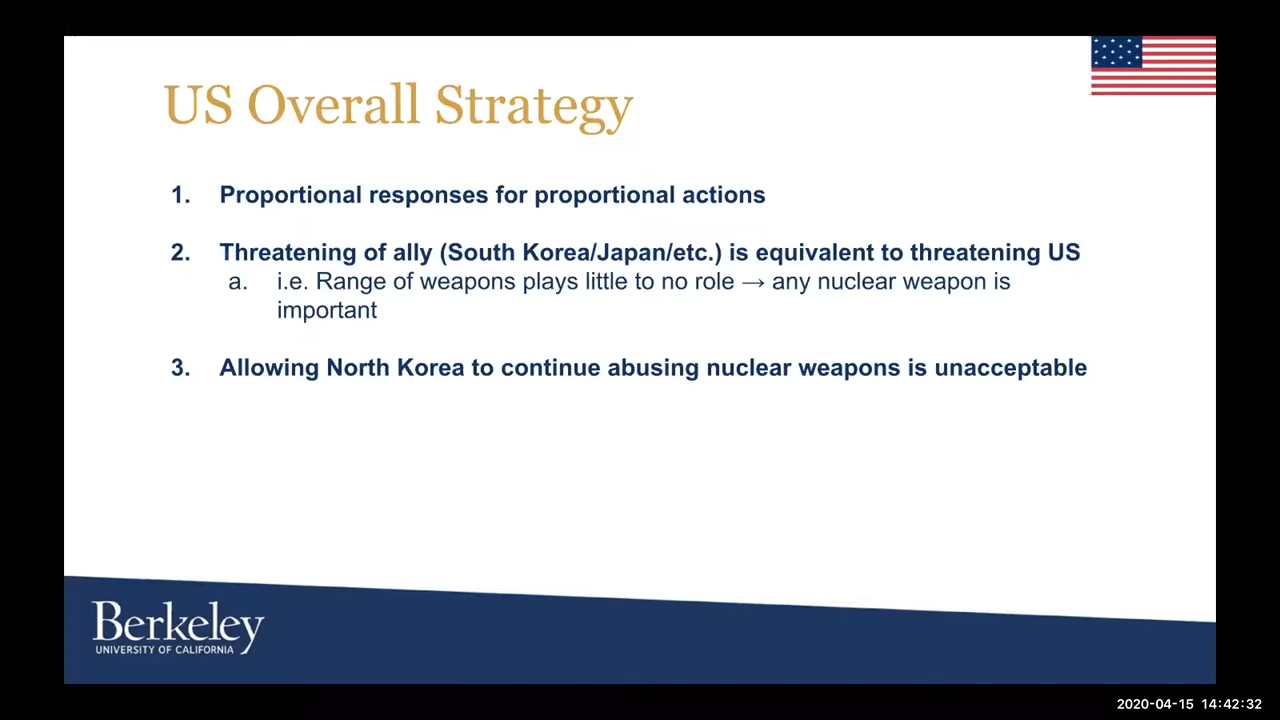 US Overall Strategy
1. Proportional responses for proportional actions
2. Threatening of ally (South Korea/Japan/etc.) is equivalent to threatening US
a. i.e. Range of weapons plays little to no role → any nuclear weapon is
important
3. Allowing North Korea to continue abusing nuclear weapons is unacceptable
Berkeley
UNIVERSITY OF CALIFORNIA
2020-04-15 14:42:32